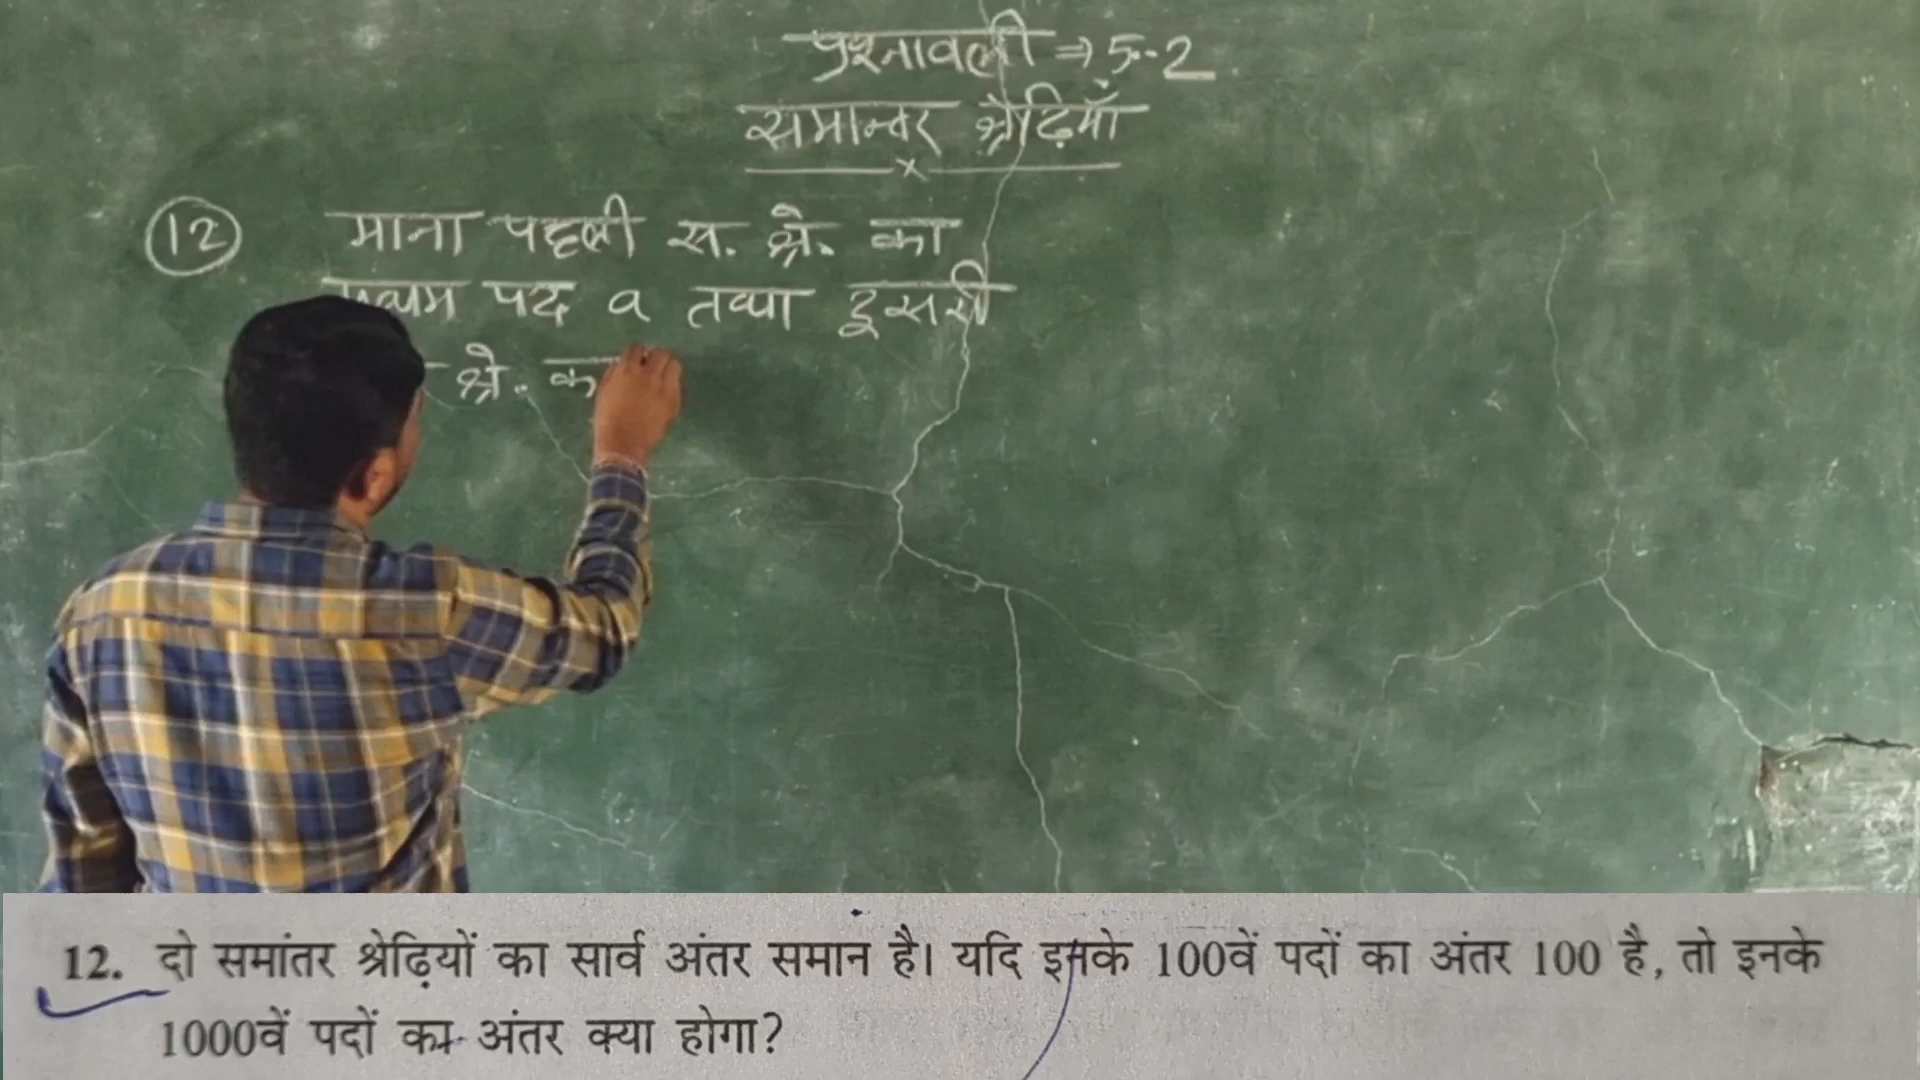 प्रश्नावली ⇒ 5.2
समान्तर श्रेढ़ियाँ
x
12 माना पहली स. श्रे. का
प्रथम पद a तथा दूसरी
श्रे. का
12. दो समांतर श्रेढ़ियों का सार्व अंतर समान है। यदि इनके 100वें पदों का अंतर 100 है, तो इनके
1000वें पदों का अंतर क्या होगा?